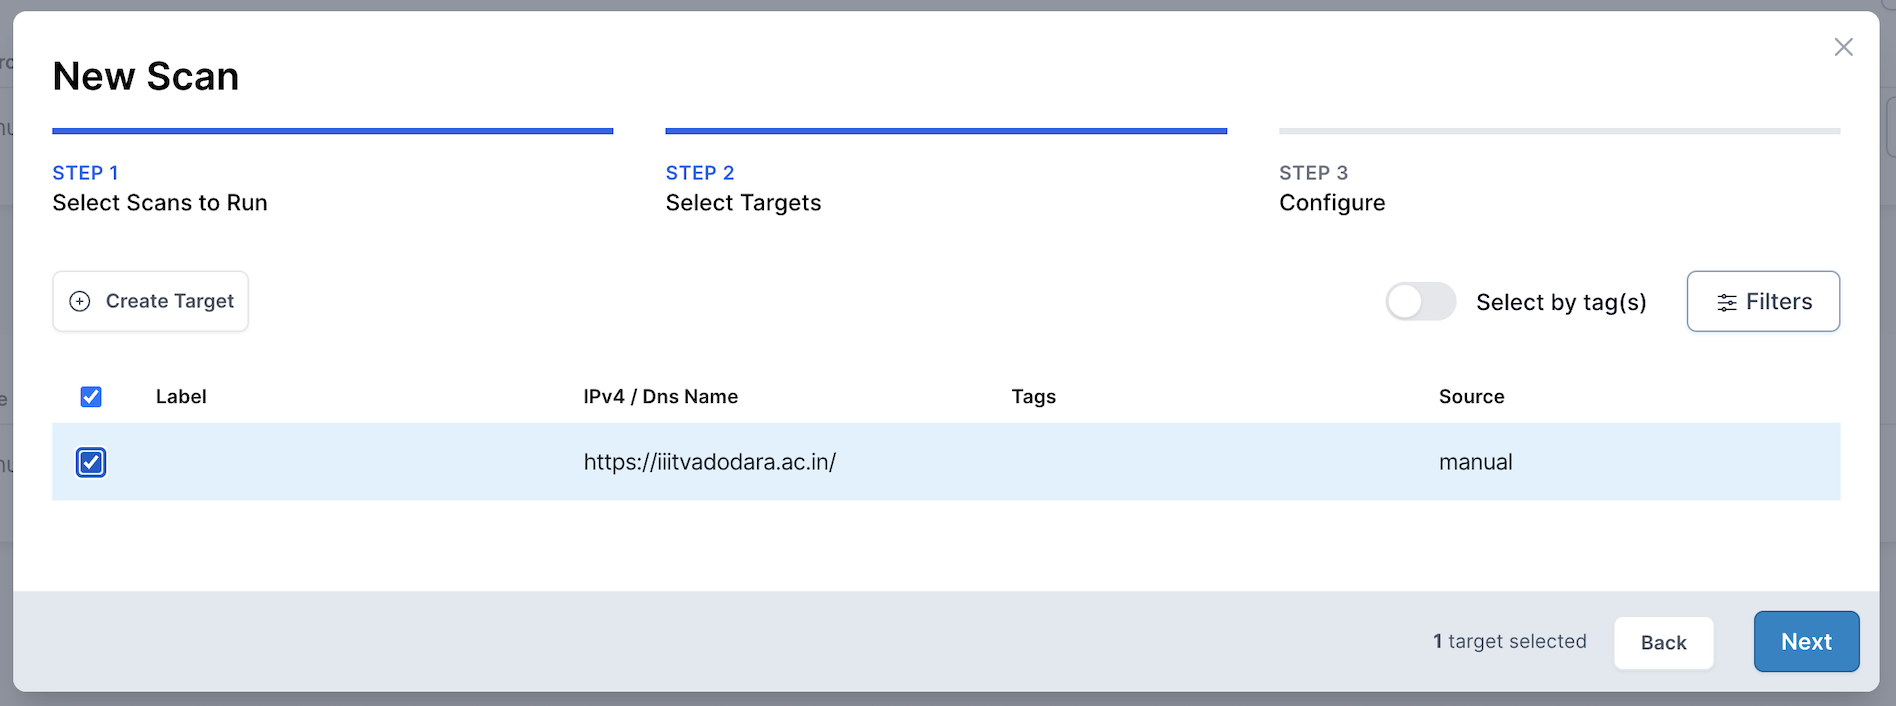 New Scan
STEP 1
Select Scans to Run
STEP 2
Select Targets
STEP 3
Configure
Create Target
Select by tag(s)
Filters
Label IPv4 / Dns Name Tags Source
https://iiitvadodara.ac.in/ manual
1 target selected
Back
Next